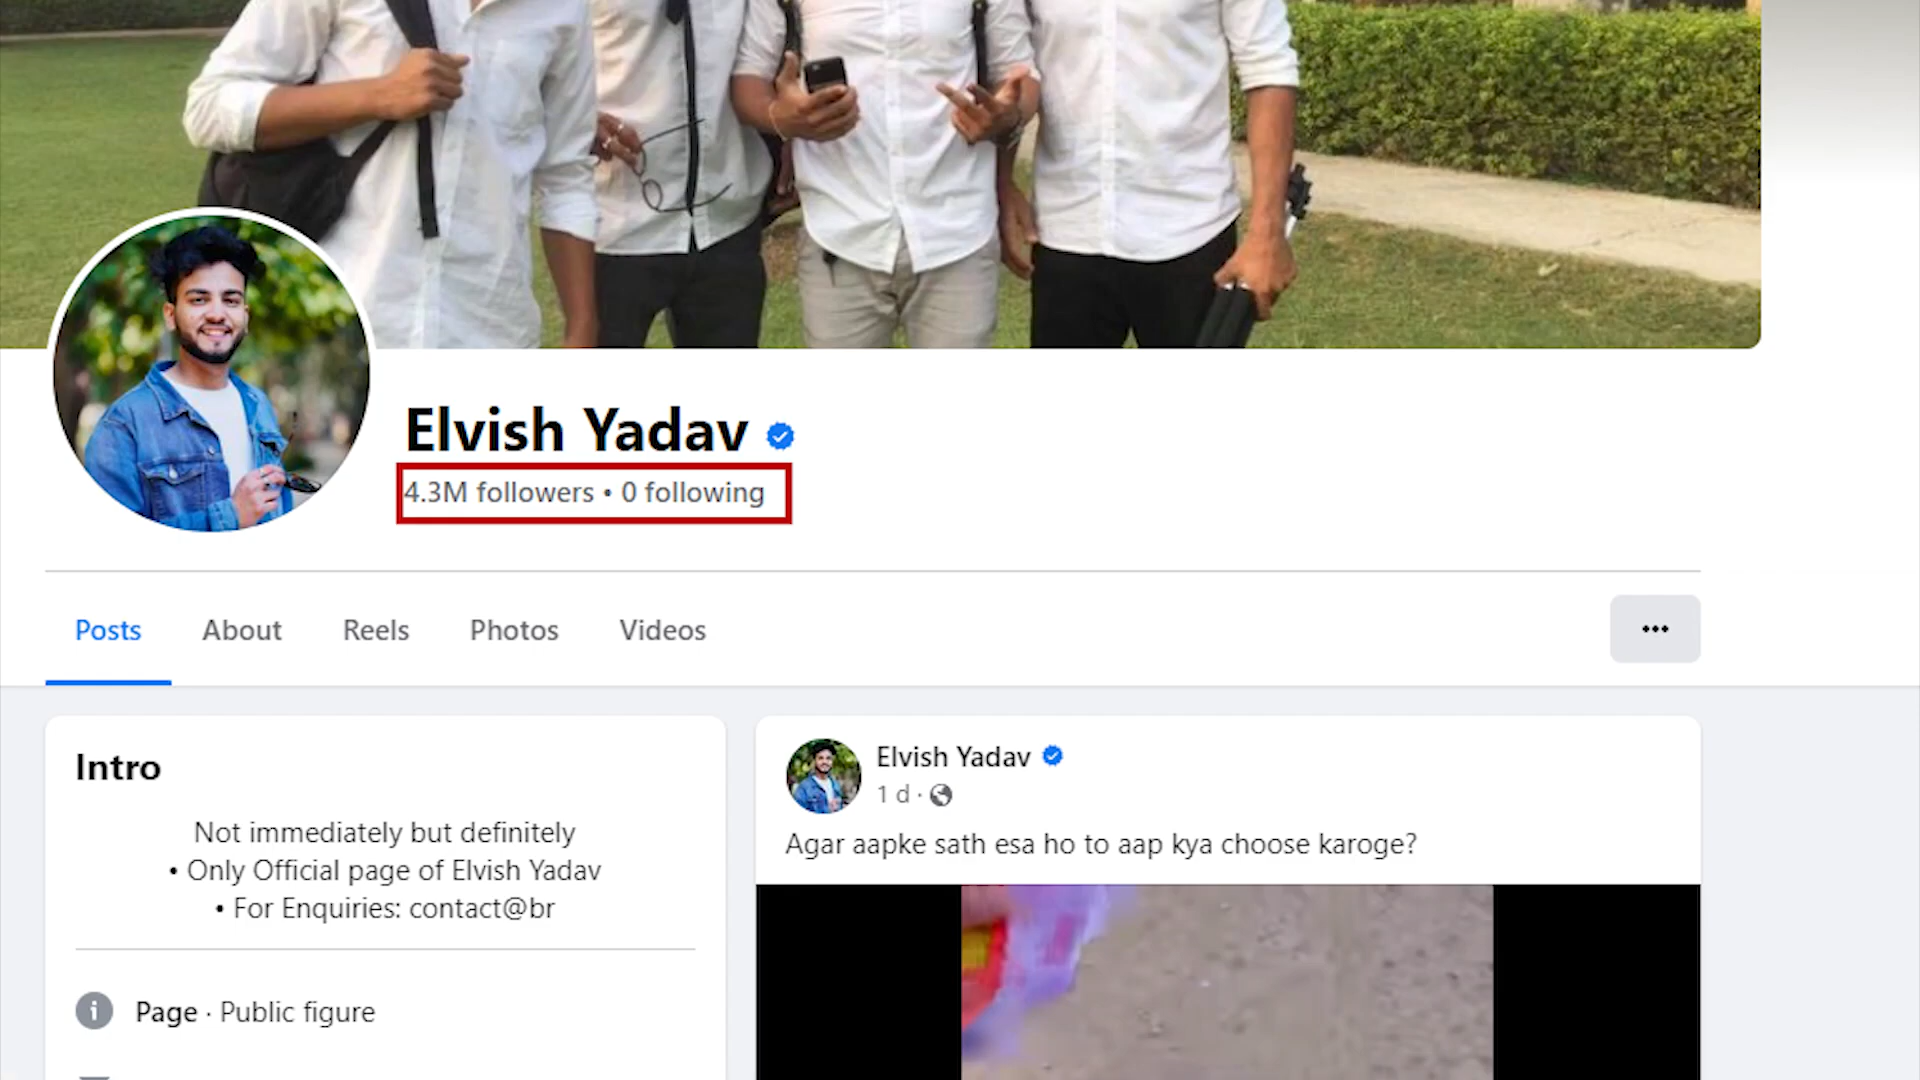 Elvish Yadav
4.3M followers • 0 following
Posts
About
Reels
Photos
Videos
Intro
Not immediately but definitely
• Only Official page of Elvish Yadav
• For Enquiries: contact@br
Page · Public figure
Elvish Yadav
1 d ·
Agar aapke sath esa ho to aap kya choose karoge?